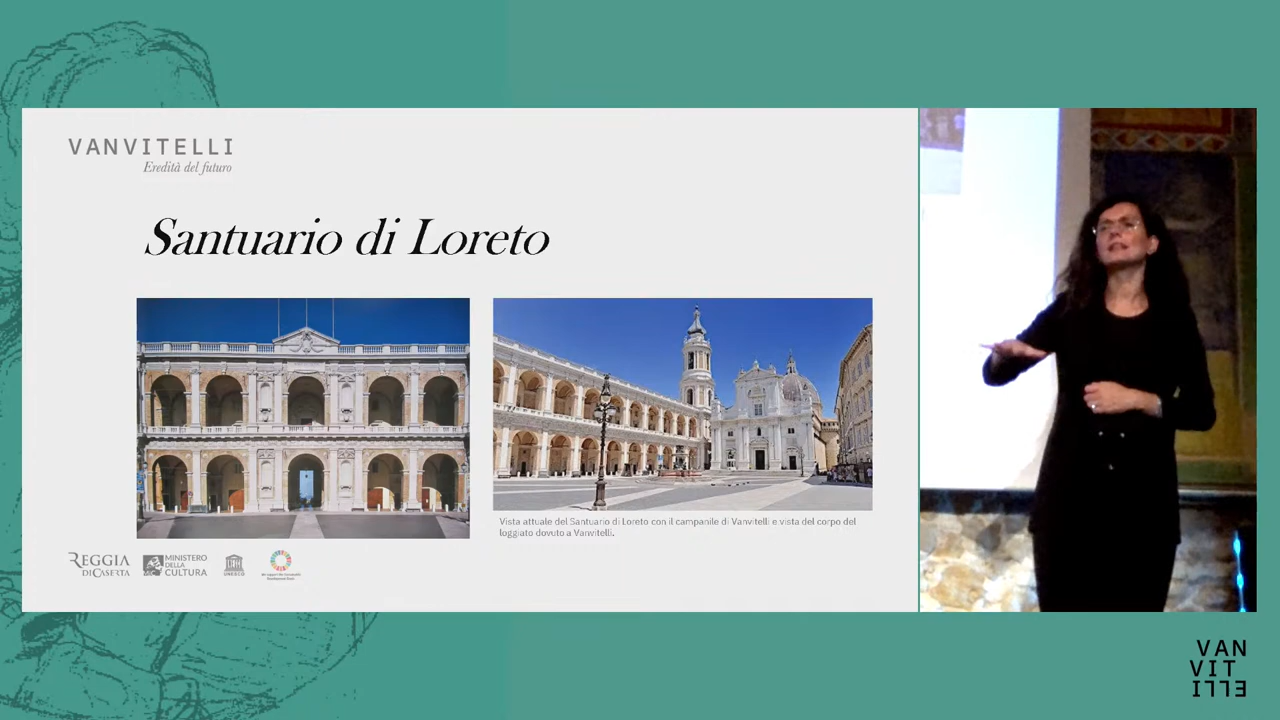 VANVITELLI
Eredità del futuro
Santuario di Loreto
Vista attuale del Santuario di Loreto con il campanile di Vanvitelli e vista del corpo del
loggiato dovuto a Vanvitelli.
REGGIA
DI CASERTA
MINISTERO
DELLA
CULTURA
UNESCO
VAN
VIT
ELLI